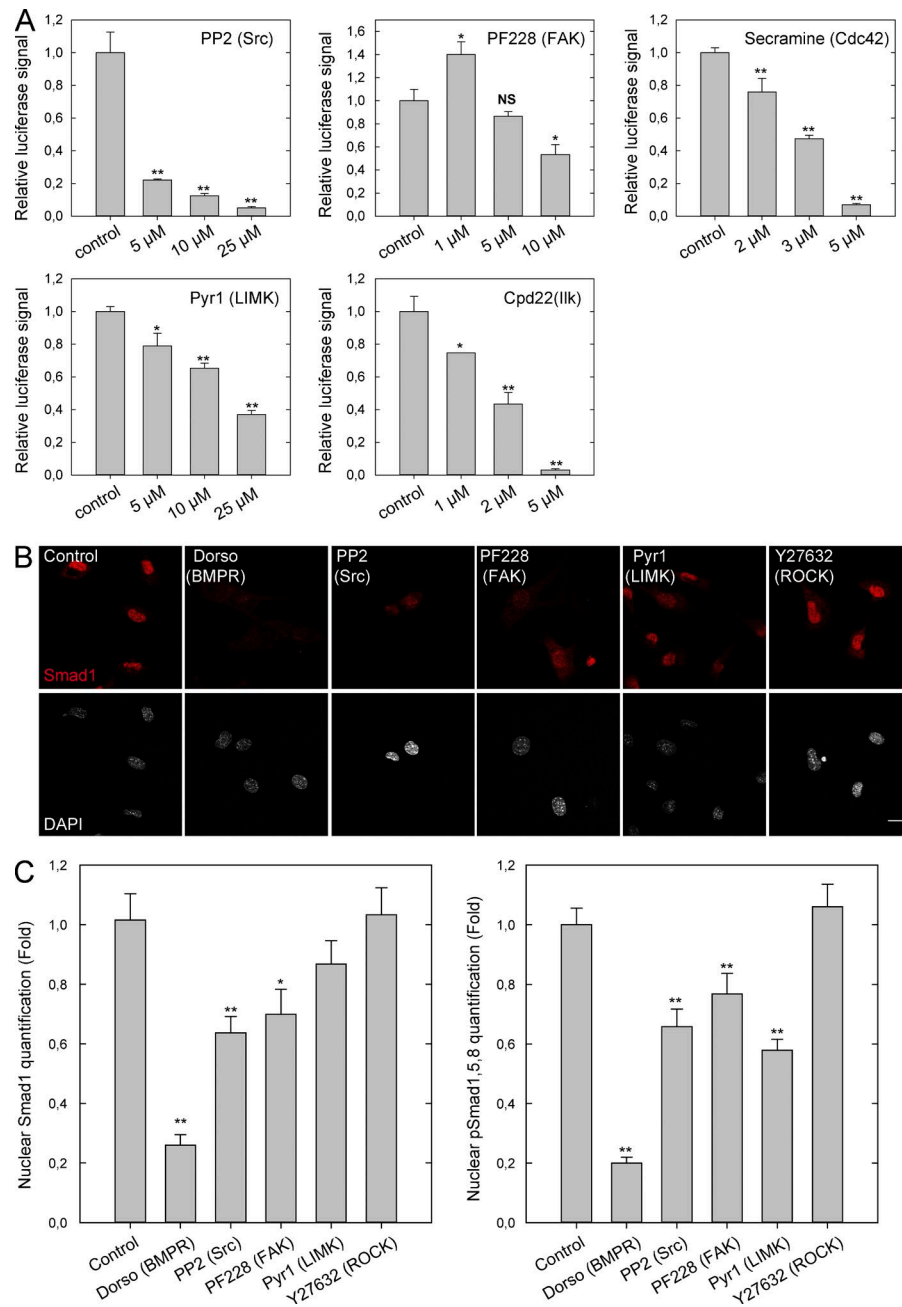 A
PP2 (Src)
Relative luciferase signal
1,2
1,0
0,8
0,6
0,4
0,2
0,0
**
**
**
control
5 µM
10 µM
25 µM
PF228 (FAK)
Relative luciferase signal
1,6
1,4
1,2
1,0
0,8
0,6
0,4
0,2
0,0
*
NS
*
control
1 µM
5 µM
10 µM
Secramine (Cdc42)
Relative luciferase signal
1,2
1,0
0,8
0,6
0,4
0,2
0,0
**
**
**
control
2 µM
3 µM
5 µM
Pyr1 (LIMK)
Relative luciferase signal
1,2
1,0
0,8
0,6
0,4
0,2
0,0
*
**
**
control
5 µM
10 µM
25 µM
Cpd22(Ilk)
Relative luciferase signal
1,2
1,0
0,8
0,6
0,4
0,2
0,0
*
**
**
control
1 µM
2 µM
5 µM
B
Control
Dorso
(BMPR)
PP2
(Src)
PF228
(FAK)
Pyr1
(LIMK)
Y27632
(ROCK)
Smad1
DAPI
C
Nuclear Smad1 quantification (Fold)
1,2
1,0
0,8
0,6
0,4
0,2
0,0
**
**
*
Control
Dorso (BMPR)
PP2 (Src)
PF228 (FAK)
Pyr1 (LIMK)
Y27632 (ROCK)
Nuclear pSmad1,5,8 quantification (Fold)
1,2
1,0
0,8
0,6
0,4
0,2
0,0
**
**
**
**
Control
Dorso (BMPR)
PP2 (Src)
PF228 (FAK)
Pyr1 (LIMK)
Y27632 (ROCK)